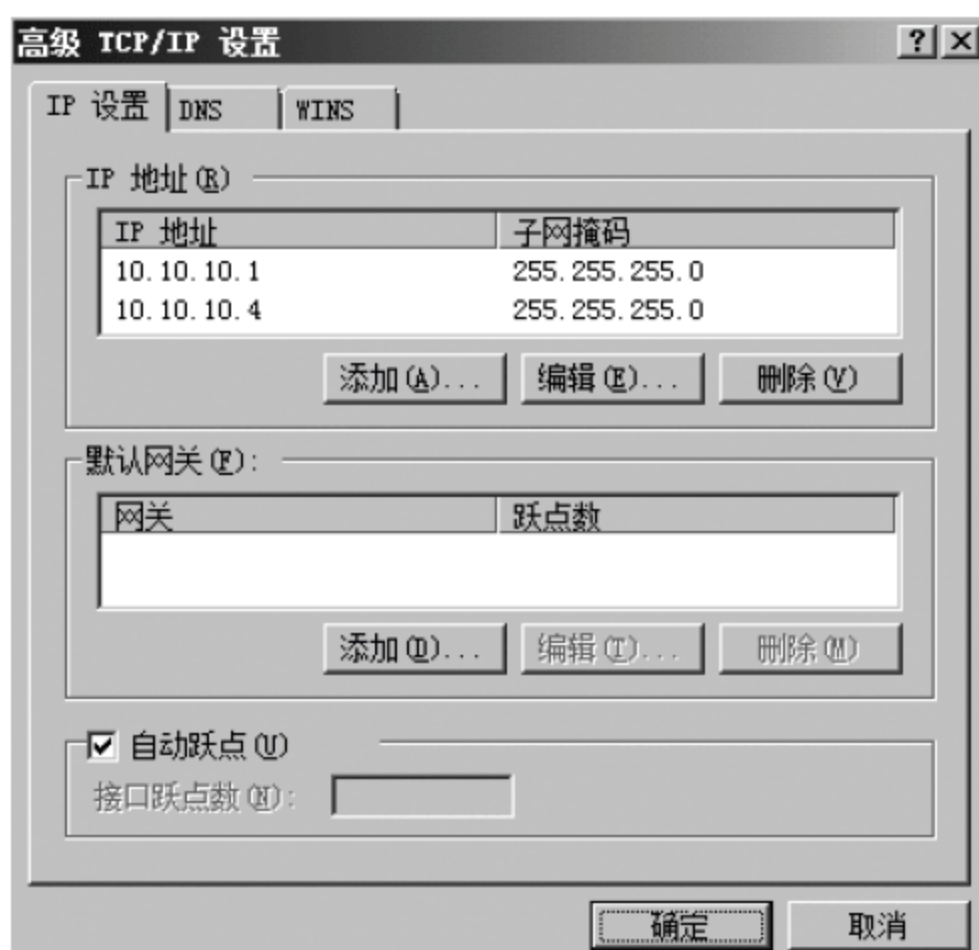 高级 TCP/IP 设置
IP 设置 DNS WINS
IP 地址(R)
IP 地址 子网掩码
10.10.10.1 255.255.255.0
10.10.10.4 255.255.255.0
添加(A)... 编辑(E)... 删除(V)
默认网关(F):
网关 跃点数
添加(D)... 编辑(T)... 删除(M)
自动跃点(U)
接口跃点数(N):
确定 取消